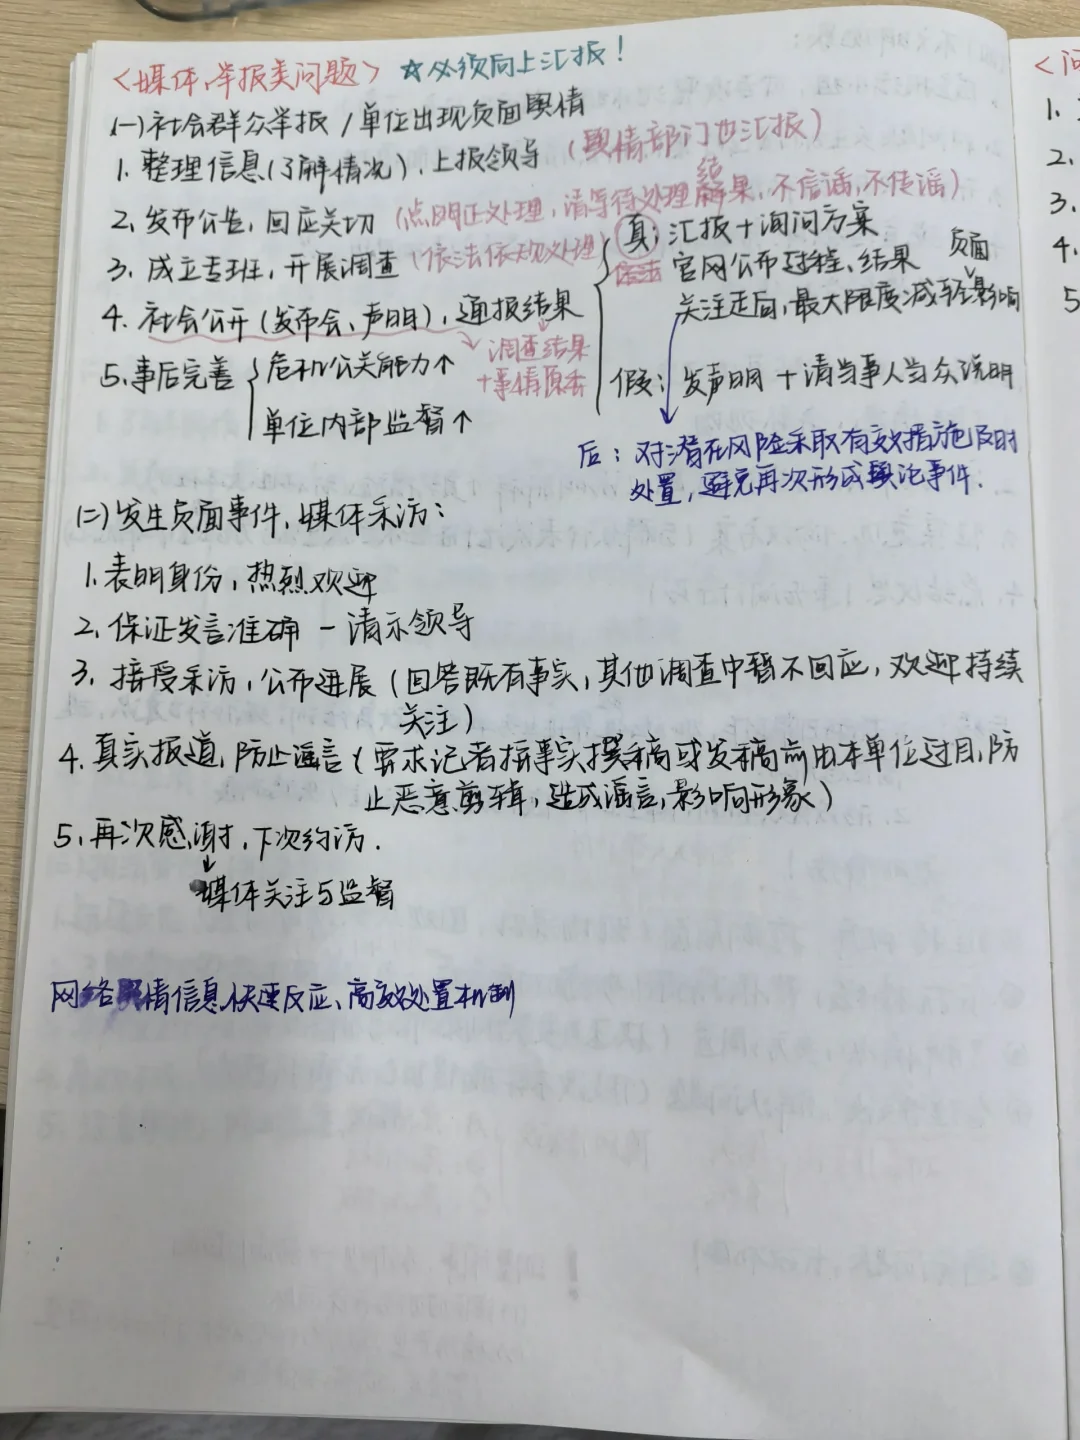 <媒体、举报类问题> ☆必须向上汇报！
(一)社会群众举报 / 单位出现负面舆情
1. 整理信息(了解情况)、上报领导 (舆情部门也汇报)
2. 发布公告，回应关切 (点明正处理，请等待处理结果，不信谣，不传谣)
3. 成立专班，开展调查 (依法依规处理)
4. 社会公开(发布会、声明)，通报结果
调查结果
+事情原委
5. 事后完善 { 危机公关能力↑
单位内部监督↑
真：汇报+询问方案
依法 官网公布过程、结果
关注走向，最大限度减轻负面影响
假：发声明+请当事人当众说明
后：对潜在风险采取有效措施及时
处置，避免再次形成舆论事件.
(二)发生负面事件，媒体采访：
1. 表明身份，热烈欢迎
2. 保证发言准确 — 请示领导
3. 接受采访，公布进展(回答既有事实，其他调查中暂不回应，欢迎持续
关注)
4. 真实报道，防止谣言(要求记者按事实撰稿或发稿前由本单位过目，防
止恶意剪辑，造成谣言，影响形象)
5. 再次感谢，下次约访.
媒体关注与监督
网络舆情信息快速反应、高效处置机制
<问
1.
2.
3.
4.
5